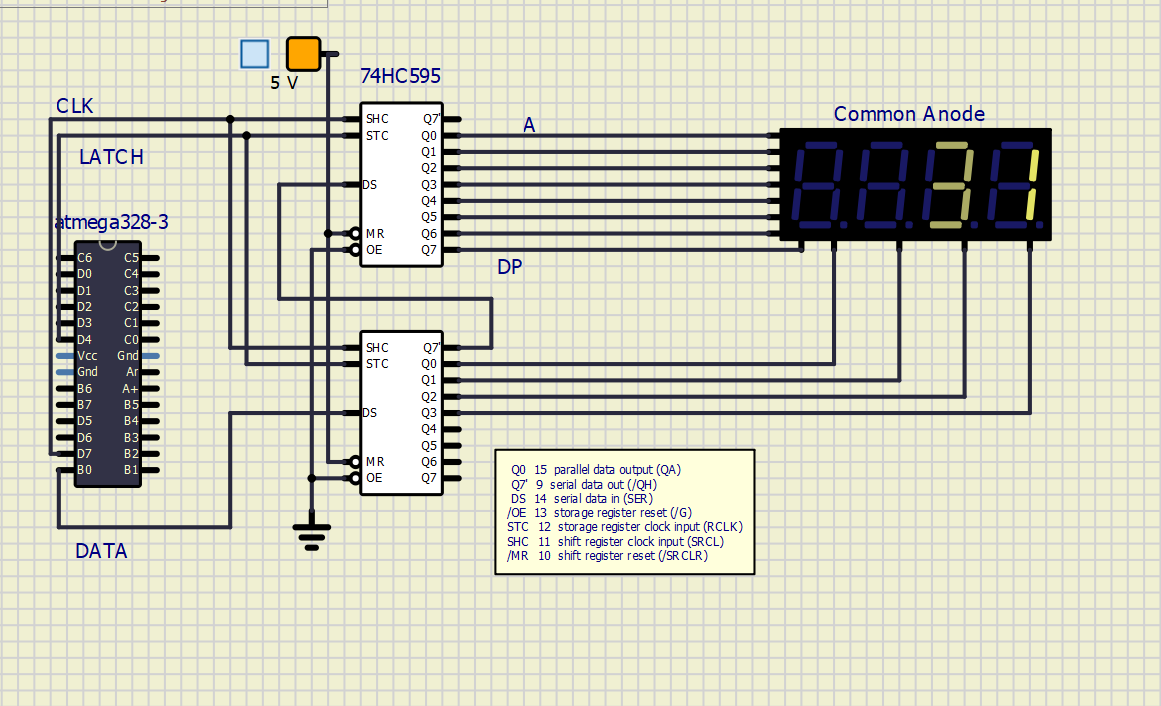 5 V
74HC595
CLK
LATCH
A
Common Anode
SHC Q7'
STC Q0
Q1
Q2
DS Q3
Q4
Q5
MR Q6
OE Q7
DP
atmega328-3
C6 C5
D0 C4
D1 C3
D2 C2
D3 C1
D4 C0
Vcc Gnd
Gnd Ar
B6 A+
B7 B5
D5 B4
D6 B3
D7 B2
B0 B1
DATA
SHC Q7'
STC Q0
Q1
Q2
DS Q3
Q4
Q5
MR Q6
OE Q7
31
Q0 15 parallel data output (QA)
Q7' 9 serial data out (/QH)
DS 14 serial data in (SER)
/OE 13 storage register reset (/G)
STC 12 storage register clock input (RCLK)
SHC 11 shift register clock input (SRCL)
/MR 10 shift register reset (/SRCLR)